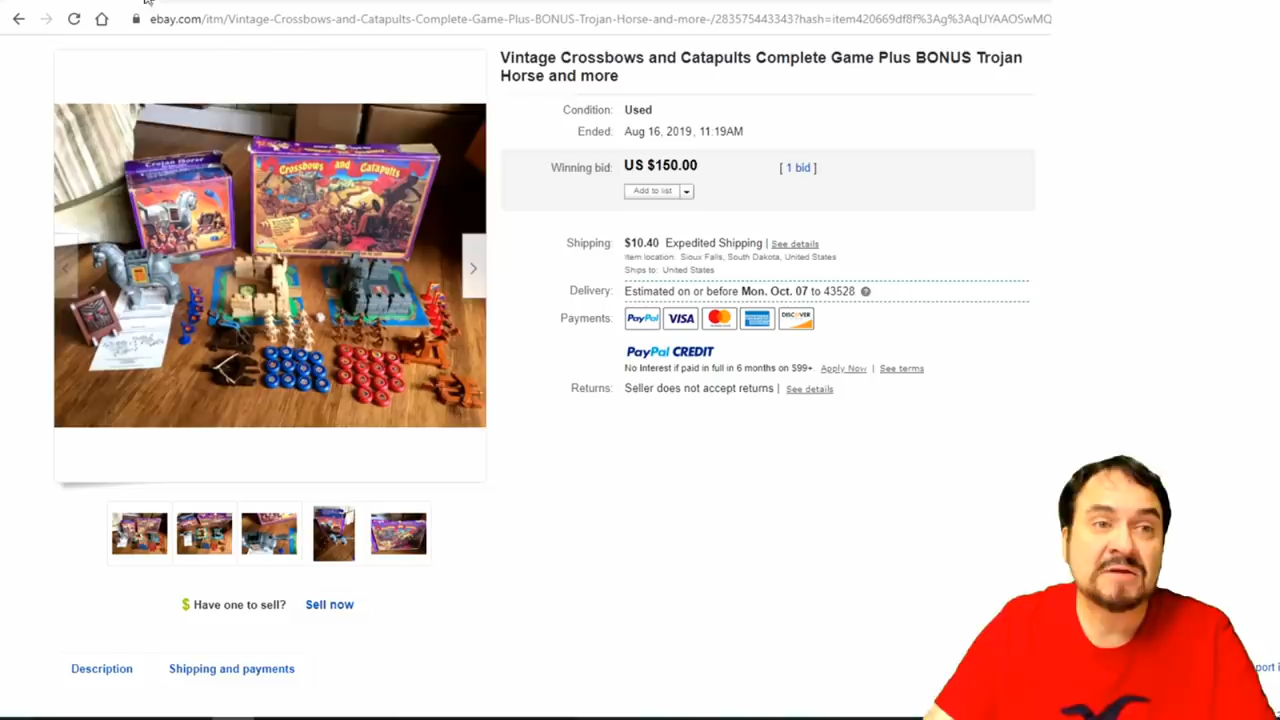 ebay.com/itm/Vintage-Crossbows-and-Catapults-Complete-Game-Plus-BONUS-Trojan-Horse-and-more-/283575443343?hash=item420669df8f%3Ag%3AqUYAAOSwMQ
Vintage Crossbows and Catapults Complete Game Plus BONUS Trojan
Horse and more
Condition: Used
Ended: Aug 16, 2019 , 11:19AM
Winning bid: US $150.00 [ 1 bid ]
Add to list
Shipping: $10.40 Expedited Shipping | See details
Item location: Sioux Falls, South Dakota, United States
Ships to: United States
Delivery: Estimated on or before Mon. Oct. 07 to 43528
Payments: PayPal VISA MasterCard DISCOVER
PayPal CREDIT
No Interest if paid in full in 6 months on $99+. Apply Now | See terms
Returns: Seller does not accept returns | See details
Trojan Horse
Crossbows and Catapults
$ Have one to sell? Sell now
Description Shipping and payments
port i